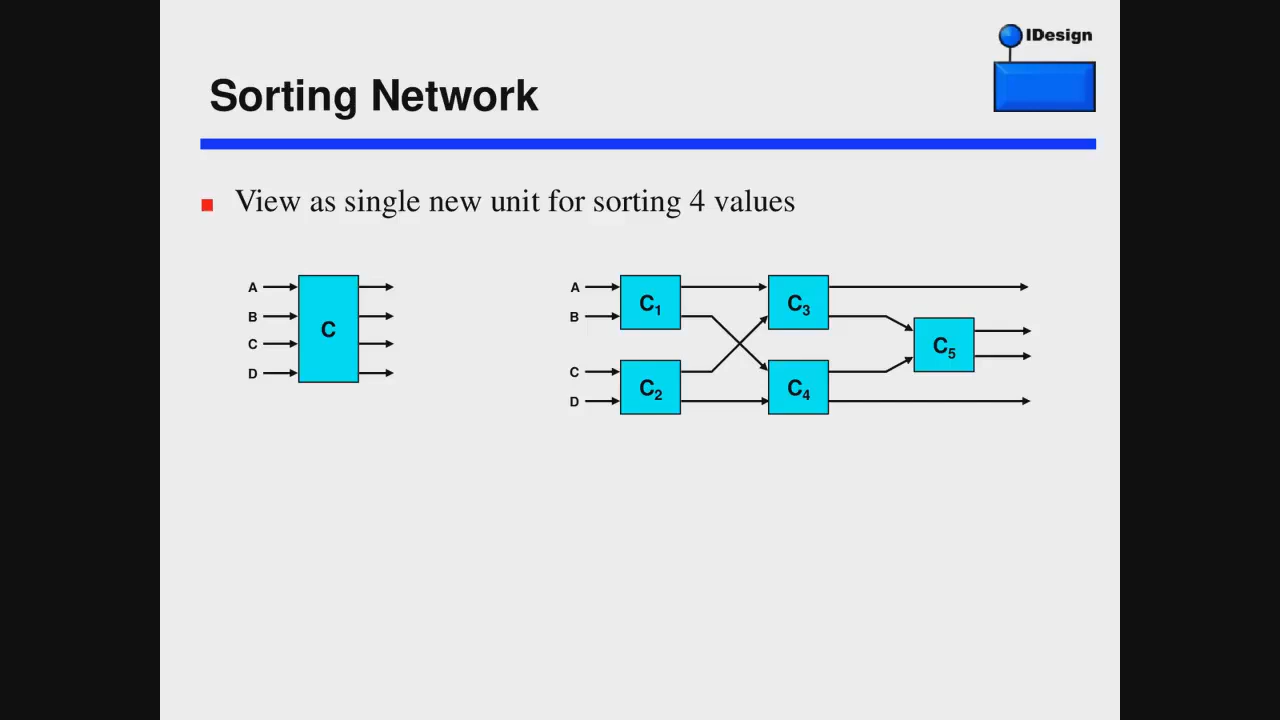 IDesign
Sorting Network
View as single new unit for sorting 4 values
A
B
C
D
C
A
B
C
D
C1
C2
C3
C4
C5